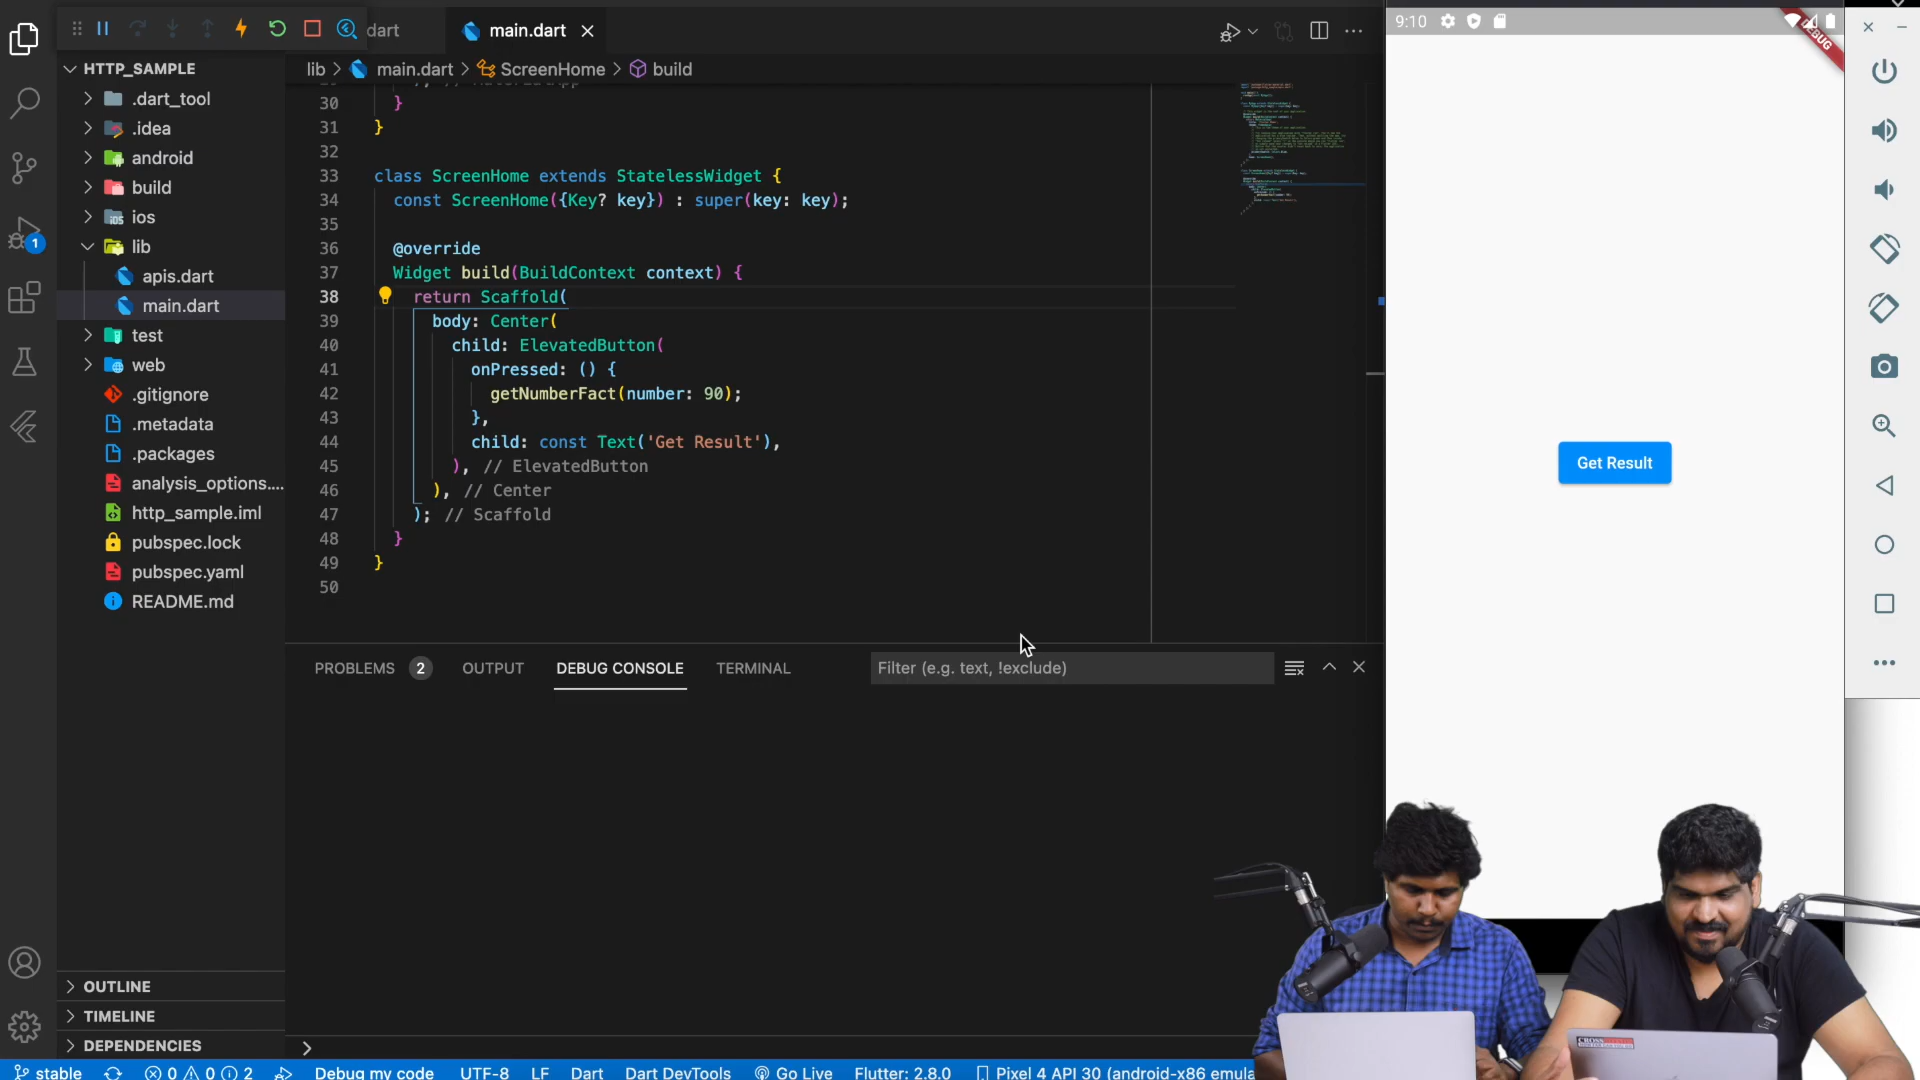 dart
main.dart
HTTP_SAMPLE
.dart_tool
.idea
android
build
ios
lib
apis.dart
main.dart
test
web
.gitignore
.metadata
.packages
analysis_options....
http_sample.iml
pubspec.lock
pubspec.yaml
README.md
OUTLINE
TIMELINE
DEPENDENCIES
1
lib > main.dart > ScreenHome > build
30 }
31 }
32
33 class ScreenHome extends StatelessWidget {
34 const ScreenHome({Key? key}) : super(key: key);
35
36 @override
37 Widget build(BuildContext context) {
38 return Scaffold(
39 body: Center(
40 child: ElevatedButton(
41 onPressed: () {
42 getNumberFact(number: 90);
43 },
44 child: const Text('Get Result'),
45 ), // ElevatedButton
46 ), // Center
47 ); // Scaffold
48 }
49 }
50
PROBLEMS 2 OUTPUT DEBUG CONSOLE TERMINAL Filter (e.g. text, !exclude)
stable 0 0 2 Debug my code UTF-8 LF Dart Dart DevTools Go Live Flutter: 2.8.0 Pixel 4 API 30 (android-x86 emula
9:10
Get Result